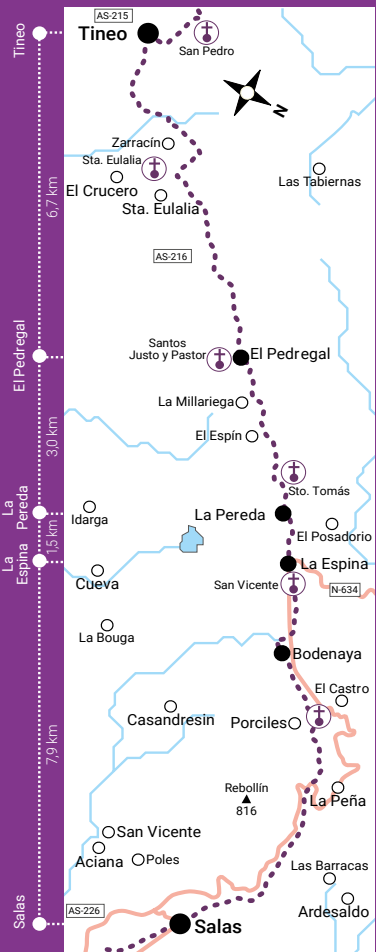 Tineo
6,7 km
El Pedregal
3,0 km
La
Pereda
1,5 km
La
Espina
7,9 km
Salas
AS-215
Tineo
San Pedro
N
Zarracín
Sta. Eulalia
El Crucero
Sta. Eulalia
Las Tabiernas
AS-216
Santos
Justo y Pastor
El Pedregal
La Millariega
El Espín
Sto. Tomás
La Pereda
Idarga
El Posadorio
La Espina
Cueva
San Vicente
N-634
La Bouga
Bodenaya
El Castro
Casandresín
Porciles
Rebollín
816
La Peña
San Vicente
Aciana
Poles
Las Barracas
Ardesaldo
AS-226
Salas